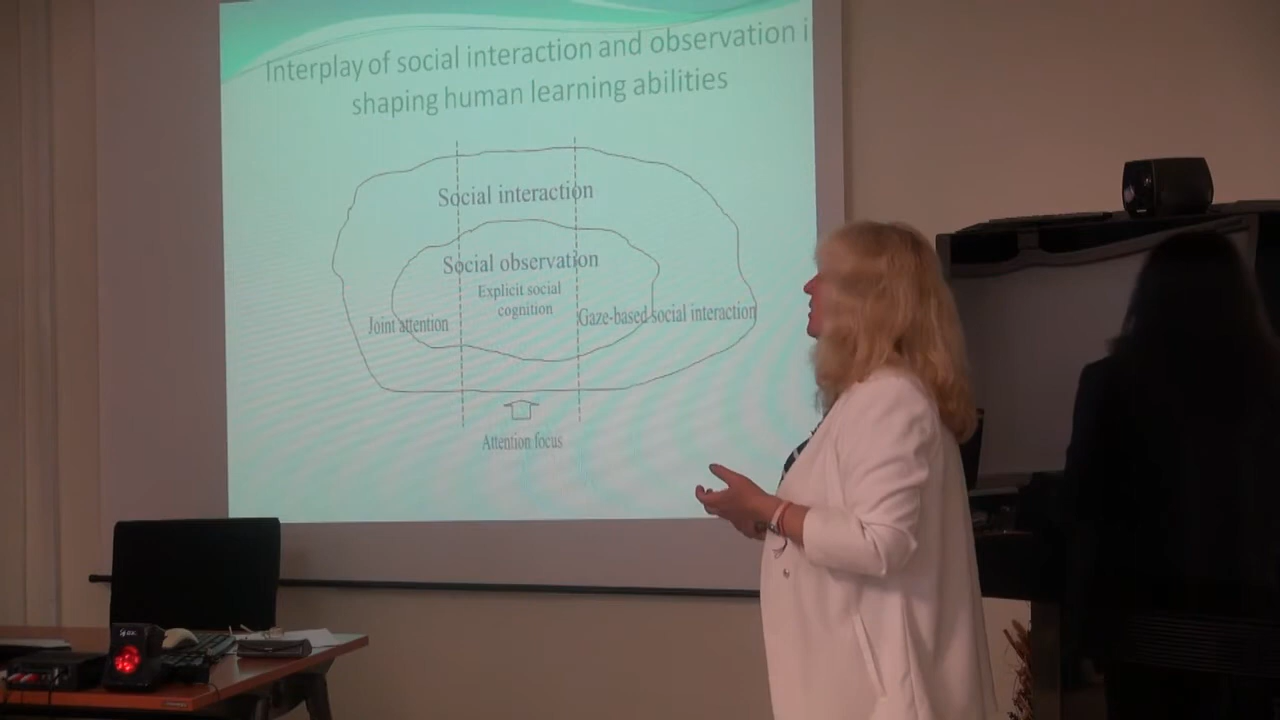 Interplay of social interaction and observation i
shaping human learning abilities
Social interaction
Social observation
Explicit social
cognition
Joint attention
Gaze-based social interaction
Attention focus